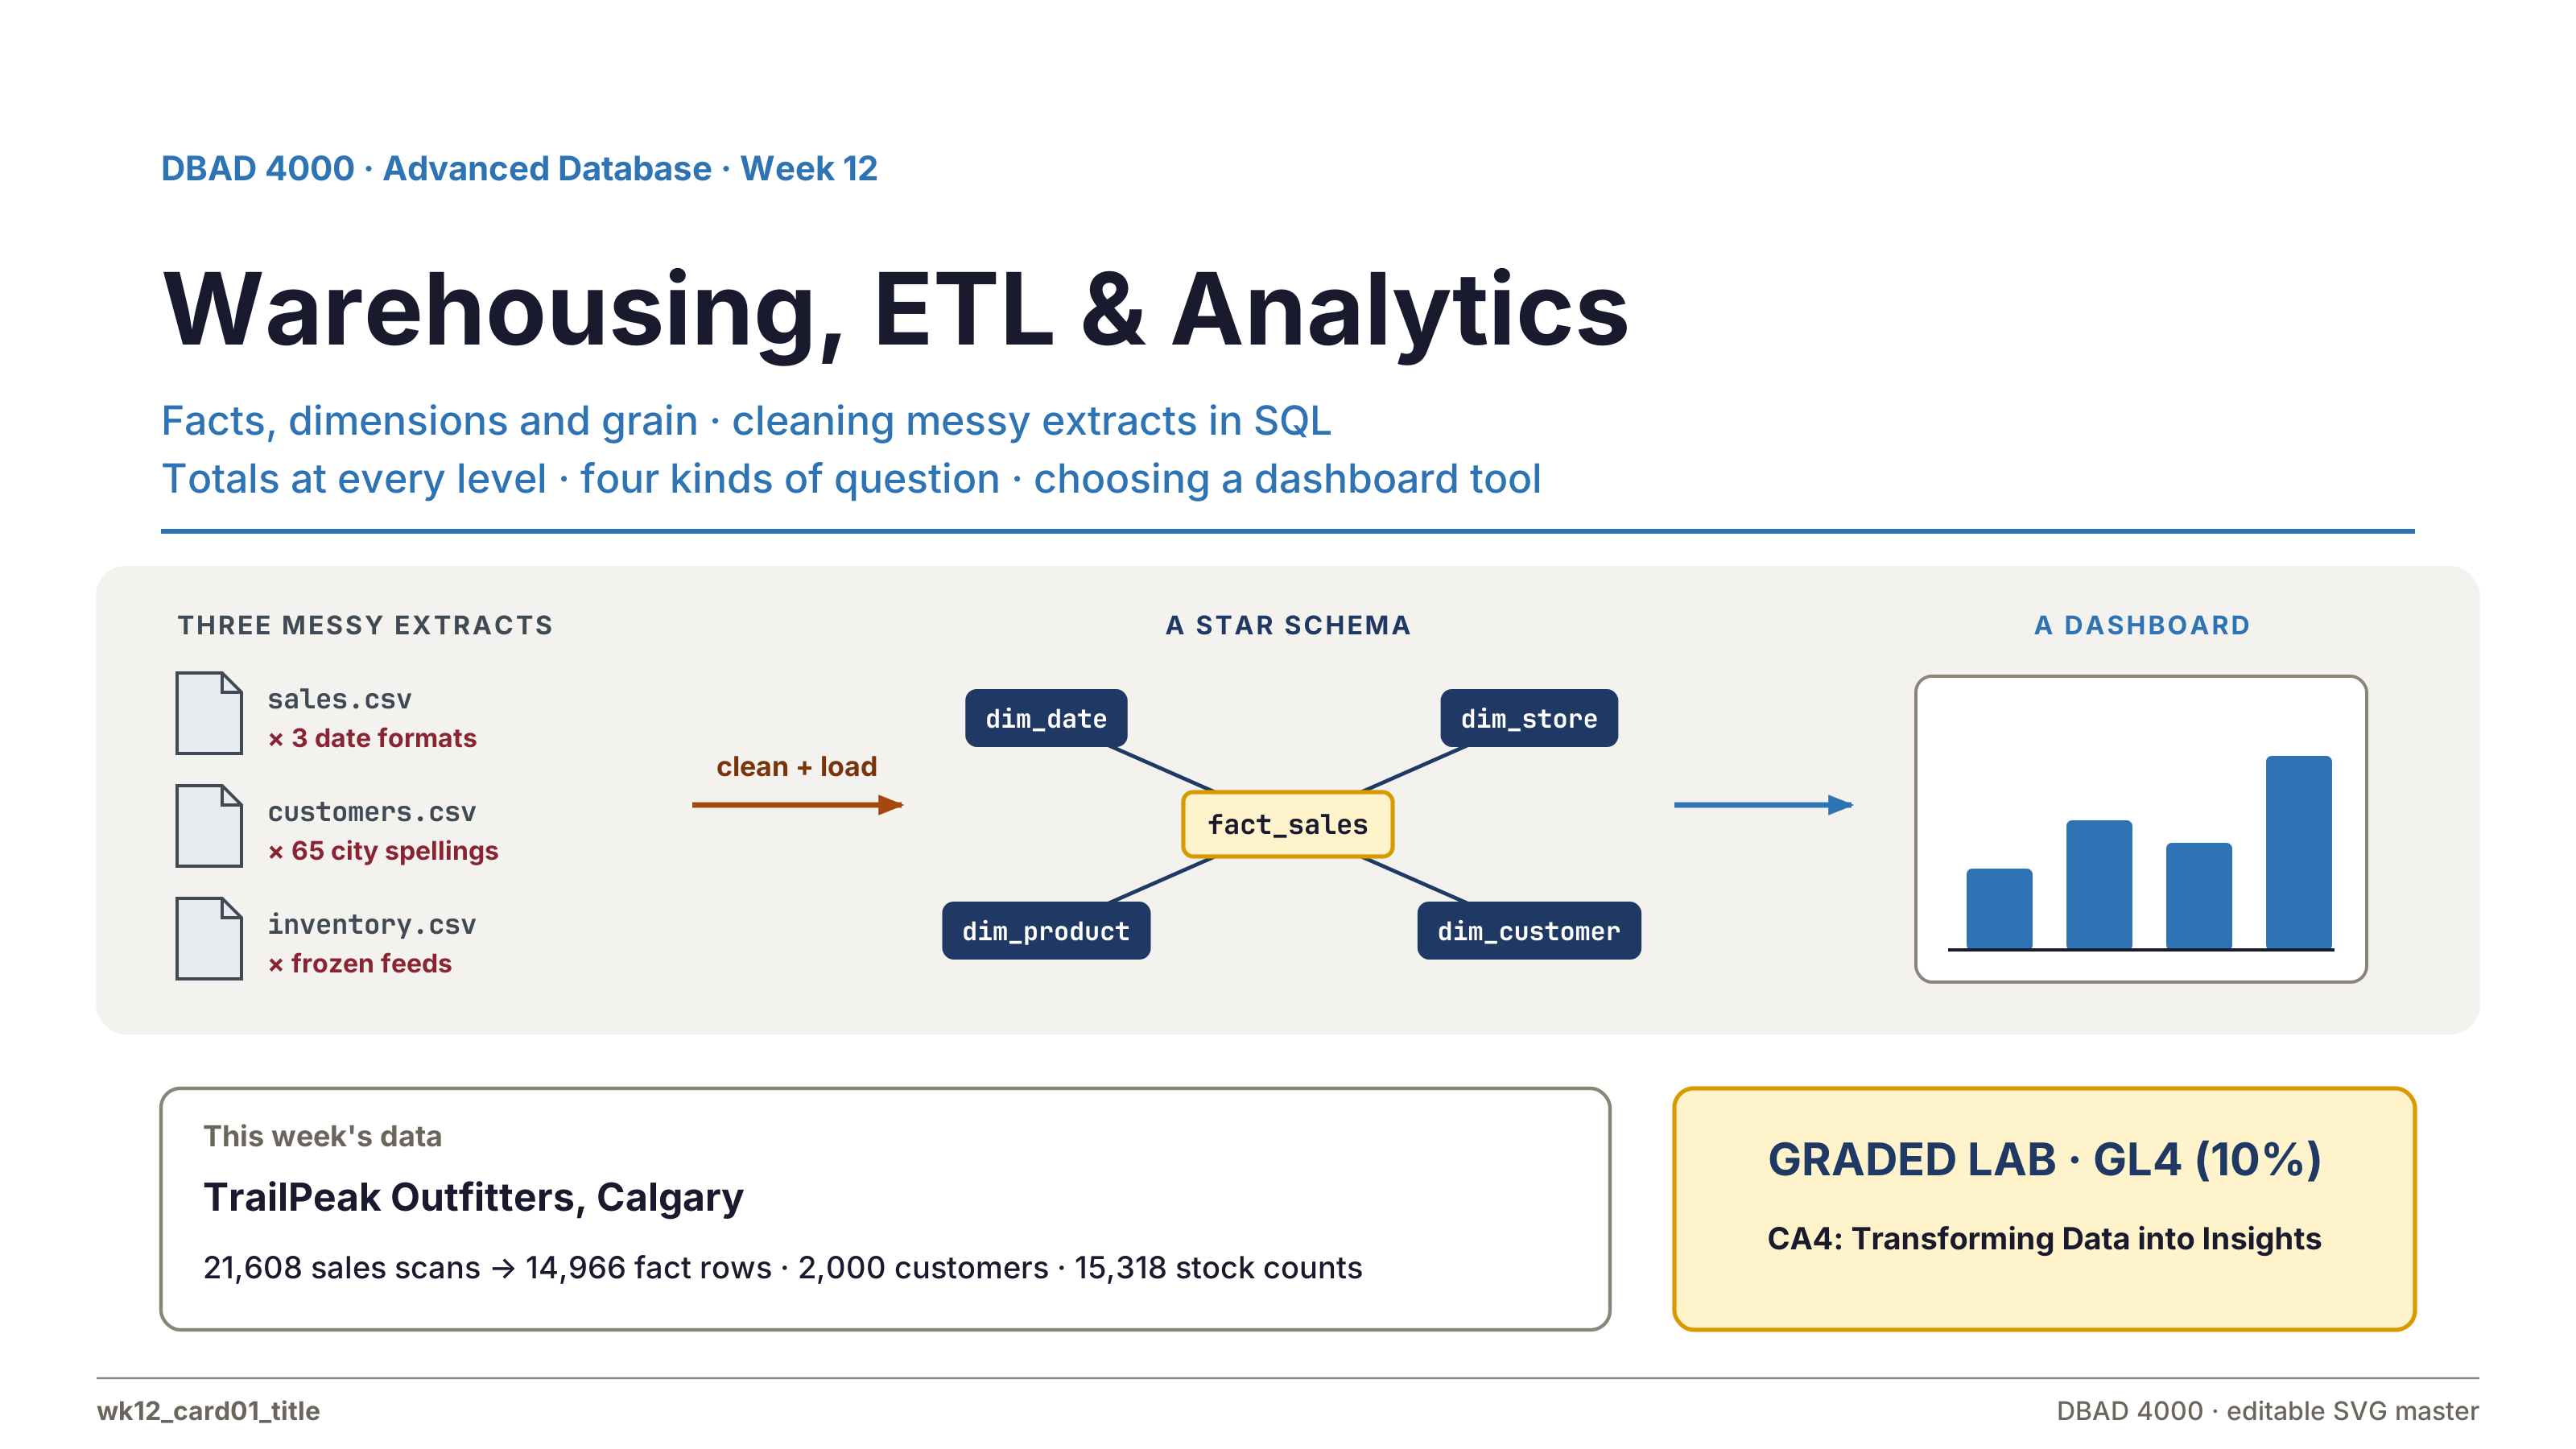 DBAD 4000 · Advanced Database · Week 12
Warehousing, ETL & Analytics
Facts, dimensions and grain · cleaning messy extracts in SQL
Totals at every level · four kinds of question · choosing a dashboard tool
THREE MESSY EXTRACTS
sales.csv
× 3 date formats
customers.csv
× 65 city spellings
inventory.csv
× frozen feeds
clean + load
A STAR SCHEMA
dim_date
dim_store
fact_sales
dim_product
dim_customer
A DASHBOARD
This week's data
TrailPeak Outfitters, Calgary
21,608 sales scans → 14,966 fact rows · 2,000 customers · 15,318 stock counts
GRADED LAB · GL4 (10%)
CA4: Transforming Data into Insights
wk12_card01_title
DBAD 4000 · editable SVG master